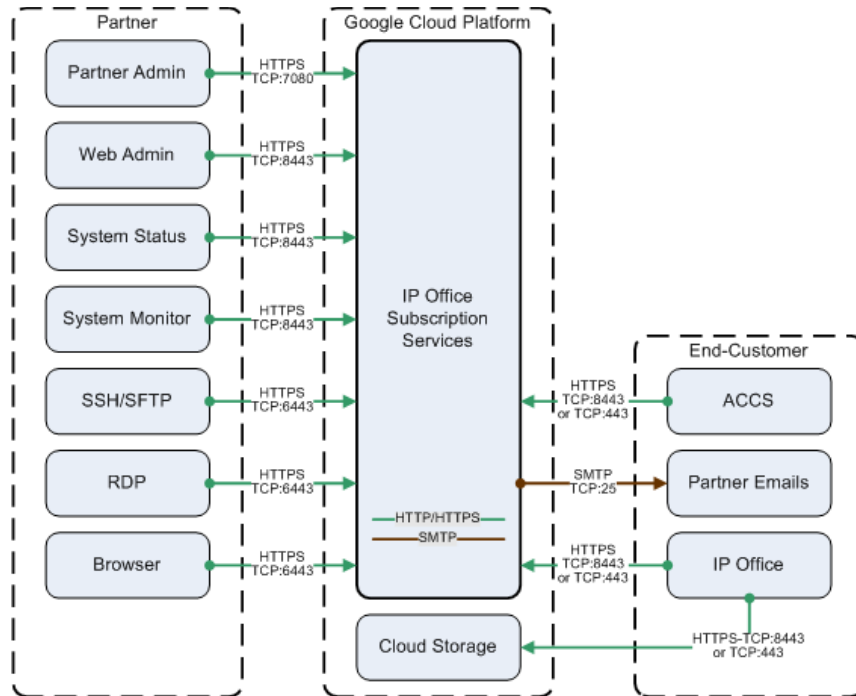 Partner
Google Cloud Platform
Partner Admin
HTTPS
TCP:7080
Web Admin
HTTPS
TCP:8443
System Status
HTTPS
TCP:8443
System Monitor
HTTPS
TCP:8443
SSH/SFTP
HTTPS
TCP:6443
RDP
HTTPS
TCP:6443
Browser
HTTPS
TCP:6443
IP Office
Subscription
Services
HTTP/HTTPS
SMTP
Cloud Storage
End-Customer
HTTPS
TCP:8443
or TCP:443
ACCS
SMTP
TCP:25
Partner Emails
HTTPS
TCP:8443
or TCP:443
IP Office
HTTPS-TCP:8443
or TCP:443